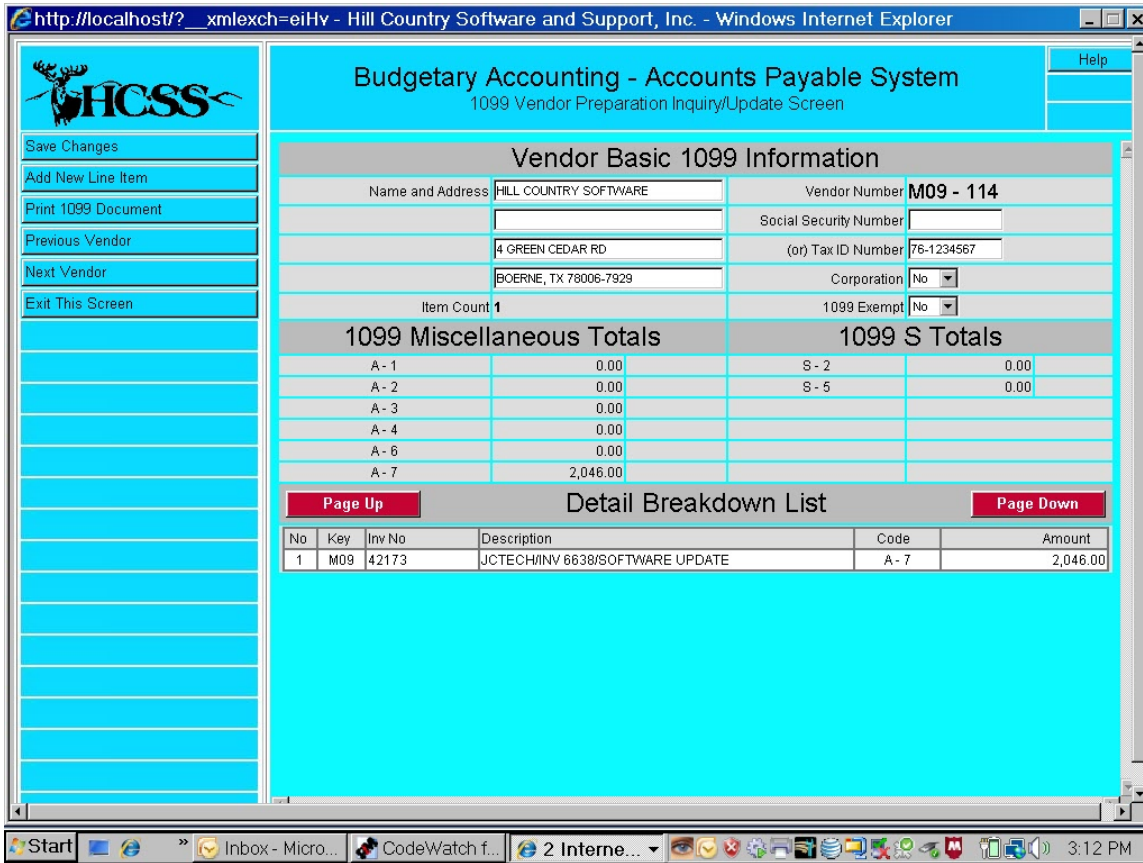 http://localhost/?__xmlexch=eiHv - Hill Country Software and Support, Inc. - Windows Internet Explorer
HCSS
Budgetary Accounting - Accounts Payable System
1099 Vendor Preparation Inquiry/Update Screen
Help
Save Changes
Add New Line Item
Print 1099 Document
Previous Vendor
Next Vendor
Exit This Screen
Vendor Basic 1099 Information
Name and Address HILL COUNTRY SOFTWARE Vendor Number M09 - 114
Social Security Number
4 GREEN CEDAR RD (or) Tax ID Number 76-1234567
BOERNE, TX 78006-7929 Corporation No
Item Count 1 1099 Exempt No
1099 Miscellaneous Totals 1099 S Totals
A - 1 0.00 S - 2 0.00
A - 2 0.00 S - 5 0.00
A - 3 0.00
A - 4 0.00
A - 6 0.00
A - 7 2,046.00
Page Up Detail Breakdown List Page Down
No Key Inv No Description Code Amount
1 M09 42173 JCTECH/INV 6638/SOFTWARE UPDATE A - 7 2,046.00
Start » Inbox - Micro... CodeWatch f... 2 Interne... 3:12 PM